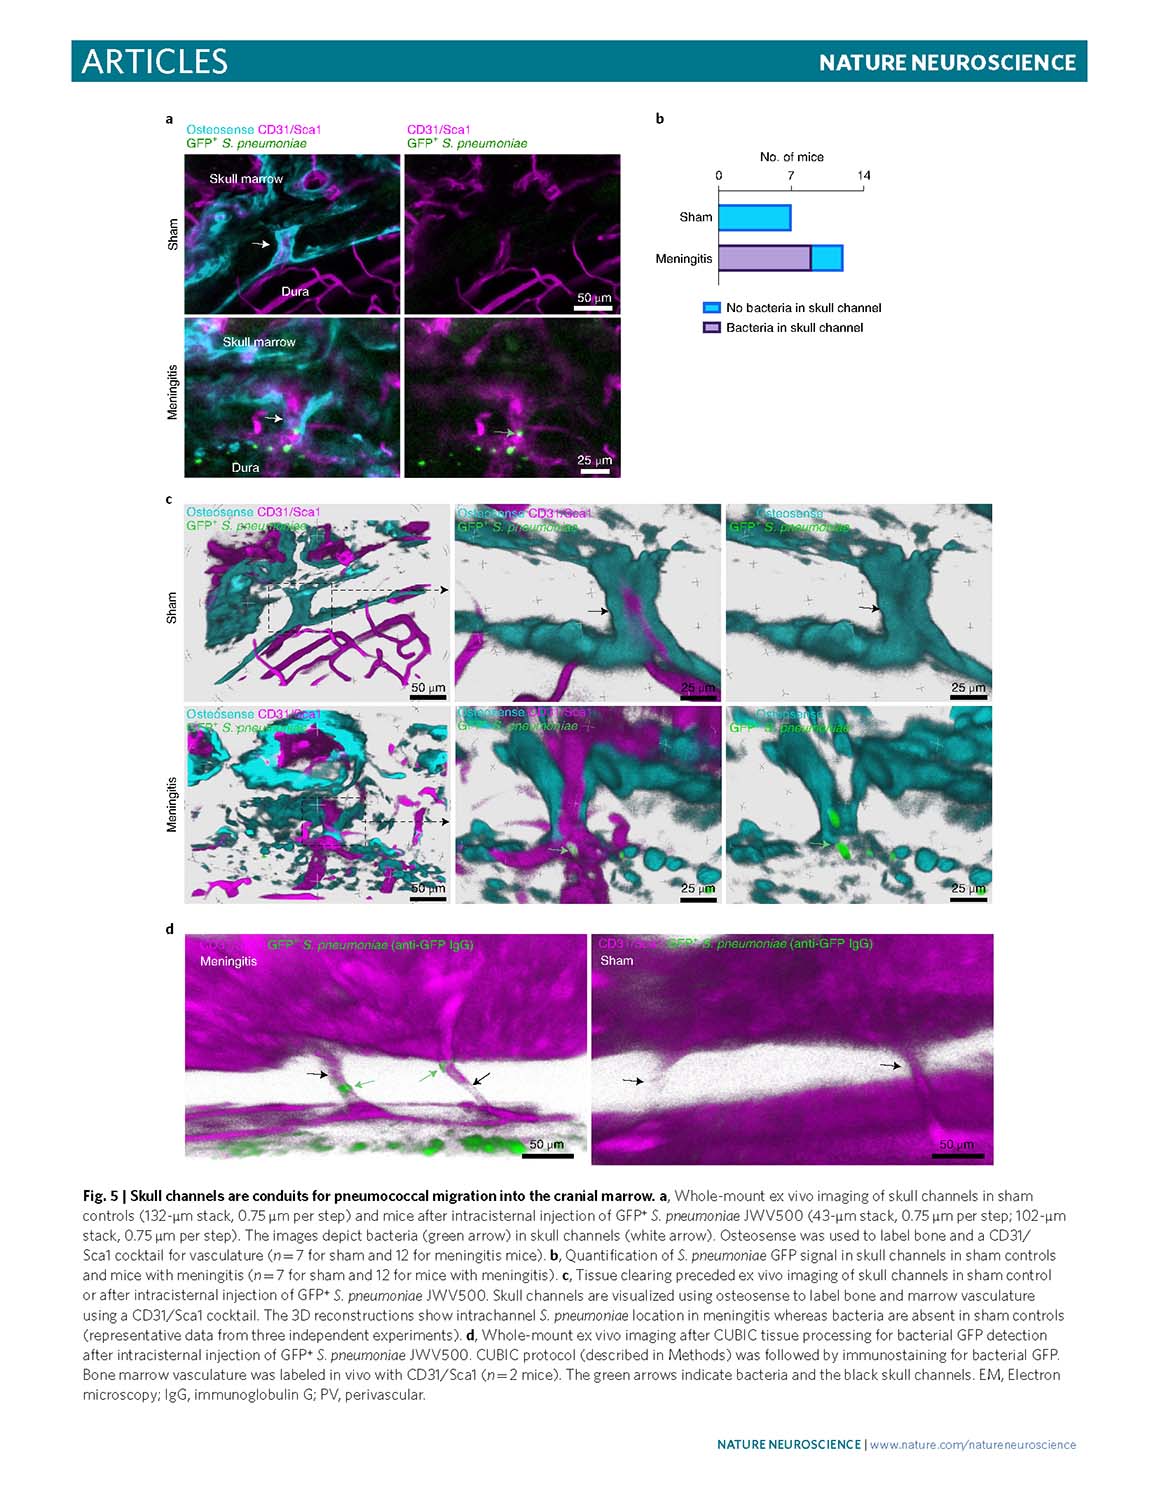 ARTICLES
NATURE NEUROSCIENCE
a
Osteosense CD31/Sca1
GFP⁺ S. pneumoniae
CD31/Sca1
GFP⁺ S. pneumoniae
Sham
Skull marrow
Dura
50 µm
Meningitis
Skull marrow
Dura
25 µm
b
No. of mice
0 7 14
Sham
Meningitis
No bacteria in skull channel
Bacteria in skull channel
c
Osteosense CD31/Sca1
GFP⁺ S. pneumoniae
Osteosense CD31/Sca1
GFP⁺ S. pneumoniae
Osteosense
GFP⁺ S. pneumoniae
Sham
50 µm
25 µm
25 µm
Osteosense CD31/Sca1
GFP⁺ S. pneumoniae
Osteosense CD31/Sca1
GFP⁺ S. pneumoniae
Osteosense
GFP⁺ S. pneumoniae
Meningitis
50 µm
25 µm
25 µm
d
CD31/Sca1 GFP⁺ S. pneumoniae (anti-GFP IgG)
Meningitis
50 µm
CD31/Sca1 GFP⁺ S. pneumoniae (anti-GFP IgG)
Sham
50 µm
Fig. 5 | Skull channels are conduits for pneumococcal migration into the cranial marrow. a, Whole-mount ex vivo imaging of skull channels in sham
controls (132-µm stack, 0.75 µm per step) and mice after intracisternal injection of GFP⁺ S. pneumoniae JWV500 (43-µm stack, 0.75 µm per step; 102-µm
stack, 0.75 µm per step). The images depict bacteria (green arrow) in skull channels (white arrow). Osteosense was used to label bone and a CD31/
Sca1 cocktail for vasculature (n = 7 for sham and 12 for meningitis mice). b, Quantification of S. pneumoniae GFP signal in skull channels in sham controls
and mice with meningitis (n = 7 for sham and 12 for mice with meningitis). c, Tissue clearing preceded ex vivo imaging of skull channels in sham control
or after intracisternal injection of GFP⁺ S. pneumoniae JWV500. Skull channels are visualized using osteosense to label bone and marrow vasculature
using a CD31/Sca1 cocktail. The 3D reconstructions show intrachannel S. pneumoniae location in meningitis whereas bacteria are absent in sham controls
(representative data from three independent experiments). d, Whole-mount ex vivo imaging after CUBIC tissue processing for bacterial GFP detection
after intracisternal injection of GFP⁺ S. pneumoniae JWV500. CUBIC protocol (described in Methods) was followed by immunostaining for bacterial GFP.
Bone marrow vasculature was labeled in vivo with CD31/Sca1 (n = 2 mice). The green arrows indicate bacteria and the black skull channels. EM, Electron
microscopy; IgG, immunoglobulin G; PV, perivascular.
NATURE NEUROSCIENCE | www.nature.com/natureneuroscience